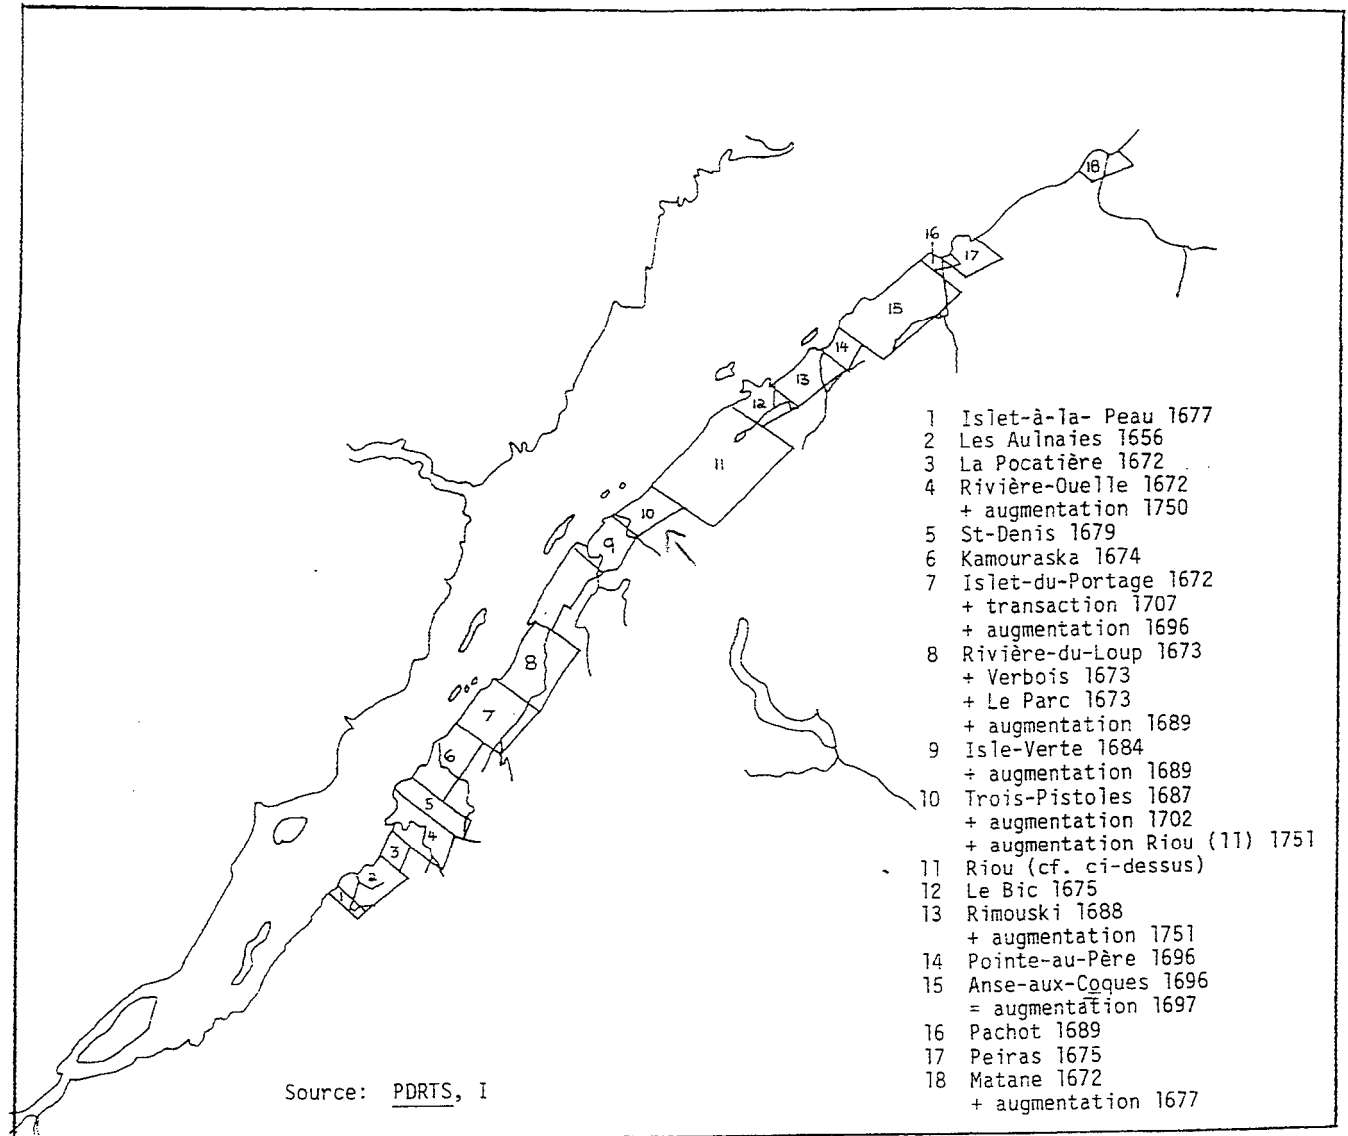 18
16
17
15
14
13
12
11
10
9
8
7
6
5
4
3
2
1
1 Islet-à-la- Peau 1677
2 Les Aulnaies 1656
3 La Pocatière 1672
4 Rivière-Ouelle 1672
+ augmentation 1750
5 St-Denis 1679
6 Kamouraska 1674
7 Islet-du-Portage 1672
+ transaction 1707
+ augmentation 1696
8 Rivière-du-Loup 1673
+ Verbois 1673
+ Le Parc 1673
+ augmentation 1689
9 Isle-Verte 1684
+ augmentation 1689
10 Trois-Pistoles 1687
+ augmentation 1702
+ augmentation Riou (11) 1751
11 Riou (cf. ci-dessus)
12 Le Bic 1675
13 Rimouski 1688
+ augmentation 1751
14 Pointe-au-Père 1696
15 Anse-aux-Coques 1696
= augmentation 1697
16 Pachot 1689
17 Peiras 1675
18 Matane 1672
+ augmentation 1677
Source: PDRTS, I